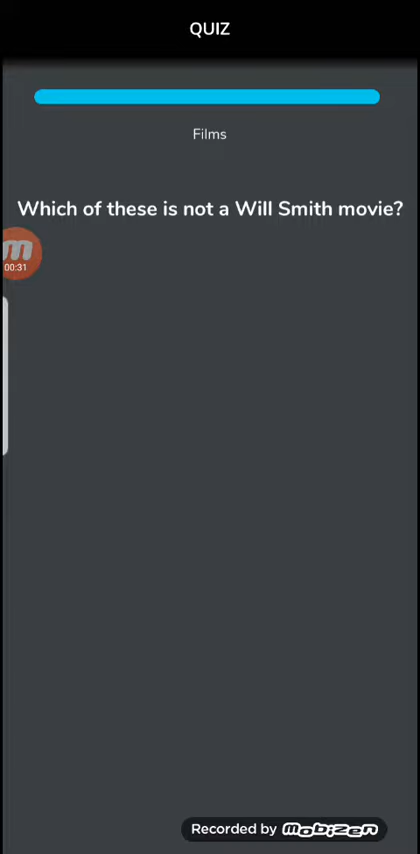 QUIZ
Films
Which of these is not a Will Smith movie?
m
00:31
Recorded by mobizen